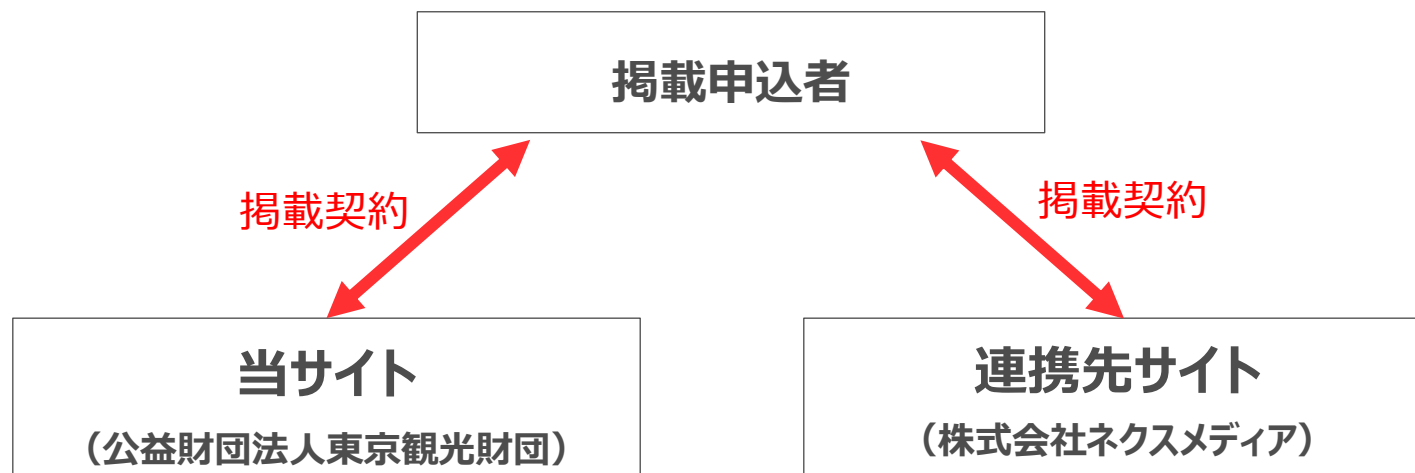 掲載申込者
掲載契約
掲載契約
当サイト
（公益財団法人東京観光財団）
連携先サイト
（株式会社ネクスメディア）